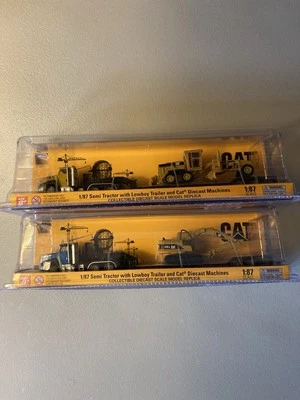 CAT
1/87 Semi Tractor with Lowboy Trailer and Cat® Diecast Machines
COLLECTIBLE DIECAST SCALE MODEL REPLICA
1:87
CAT
1/87 Semi Tractor with Lowboy Trailer and Cat® Diecast Machines
COLLECTIBLE DIECAST SCALE MODEL REPLICA
1:87